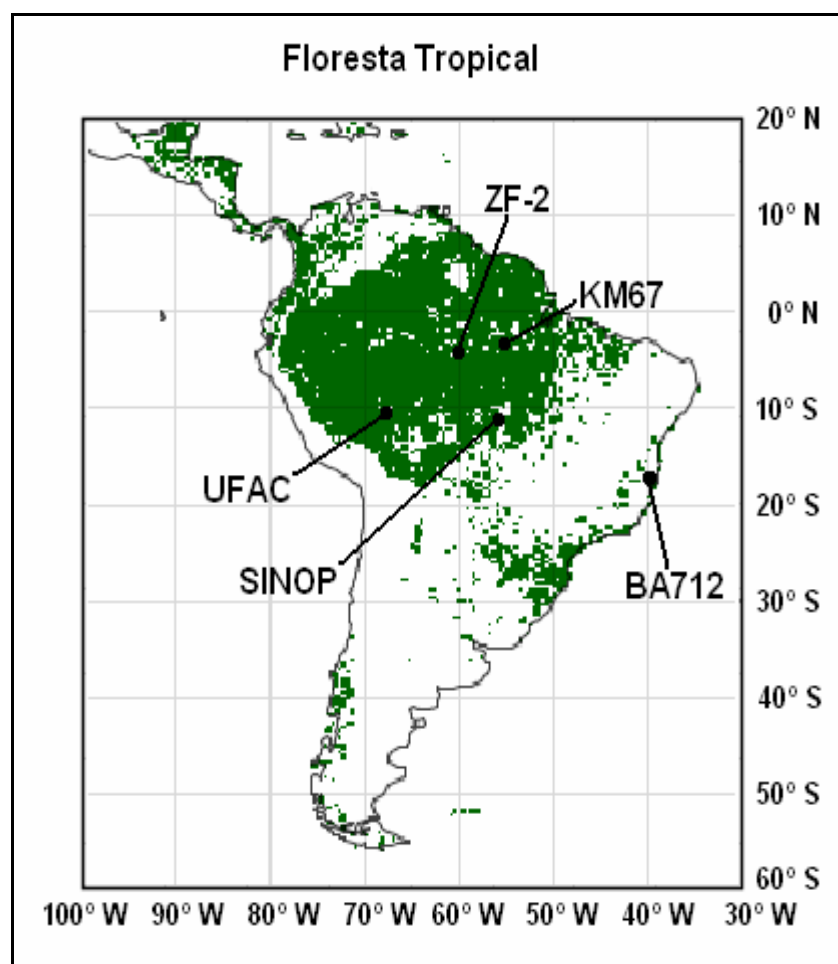 Floresta Tropical
20° N
ZF-2
10° N
KM67
0° N
10° S
UFAC
20° S
SINOP
BA712
30° S
40° S
50° S
60° S
100° W 90° W 80° W 70° W 60° W 50° W 40° W 30° W